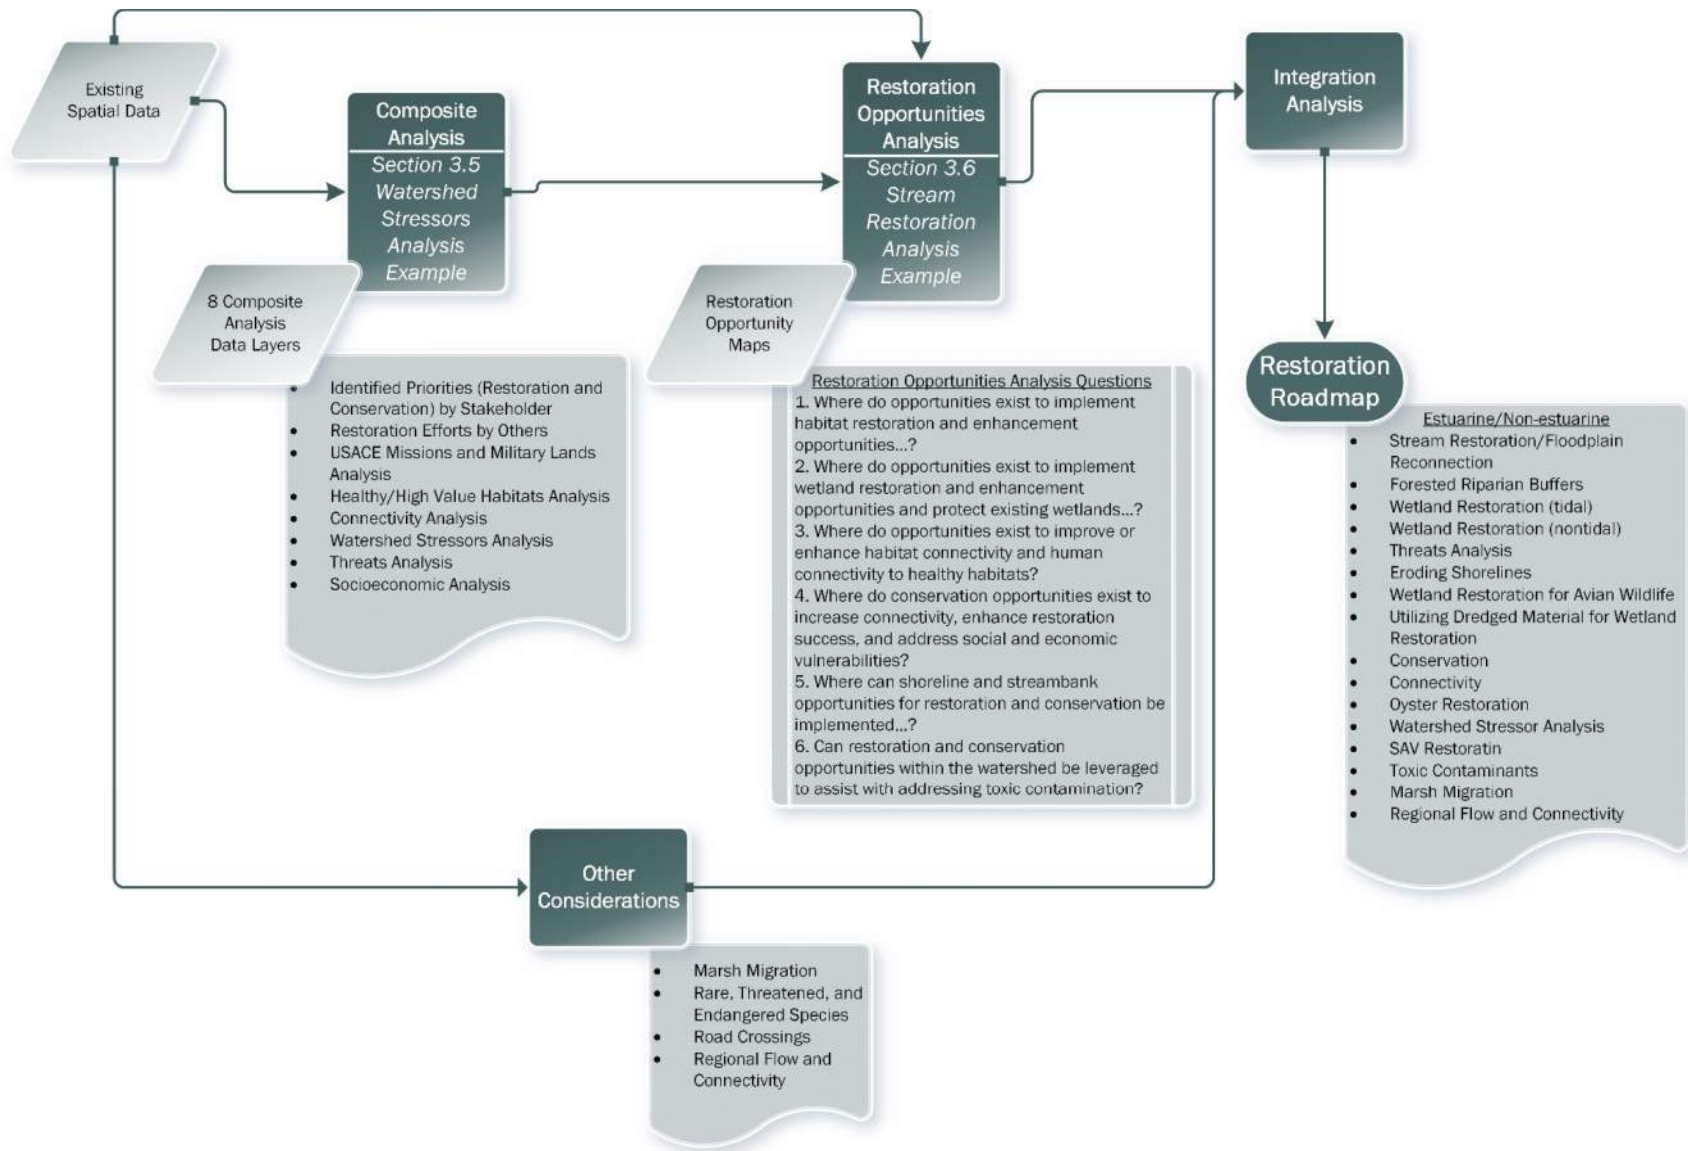 Existing
Spatial Data
Composite
Analysis
Section 3.5
Watershed
Stressors
Analysis
Example
8 Composite
Analysis
Data Layers
• Identified Priorities (Restoration and
Conservation) by Stakeholder
• Restoration Efforts by Others
• USACE Missions and Military Lands
Analysis
• Healthy/High Value Habitats Analysis
• Connectivity Analysis
• Watershed Stressors Analysis
• Threats Analysis
• Socioeconomic Analysis
Restoration
Opportunities
Analysis
Section 3.6
Stream
Restoration
Analysis
Example
Restoration
Opportunity
Maps
Restoration Opportunities Analysis Questions
1. Where do opportunities exist to implement
habitat restoration and enhancement
opportunities...?
2. Where do opportunities exist to implement
wetland restoration and enhancement
opportunities and protect existing wetlands...?
3. Where do opportunities exist to improve or
enhance habitat connectivity and human
connectivity to healthy habitats?
4. Where do conservation opportunities exist to
increase connectivity, enhance restoration
success, and address social and economic
vulnerabilities?
5. Where can shoreline and streambank
opportunities for restoration and conservation be
implemented...?
6. Can restoration and conservation
opportunities within the watershed be leveraged
to assist with addressing toxic contamination?
Other
Considerations
• Marsh Migration
• Rare, Threatened, and
Endangered Species
• Road Crossings
• Regional Flow and
Connectivity
Integration
Analysis
Restoration
Roadmap
Estuarine/Non-estuarine
• Stream Restoration/Floodplain
Reconnection
• Forested Riparian Buffers
• Wetland Restoration (tidal)
• Wetland Restoration (nontidal)
• Threats Analysis
• Eroding Shorelines
• Wetland Restoration for Avian Wildlife
• Utilizing Dredged Material for Wetland
Restoration
• Conservation
• Connectivity
• Oyster Restoration
• Watershed Stressor Analysis
• SAV Restoratin
• Toxic Contaminants
• Marsh Migration
• Regional Flow and Connectivity